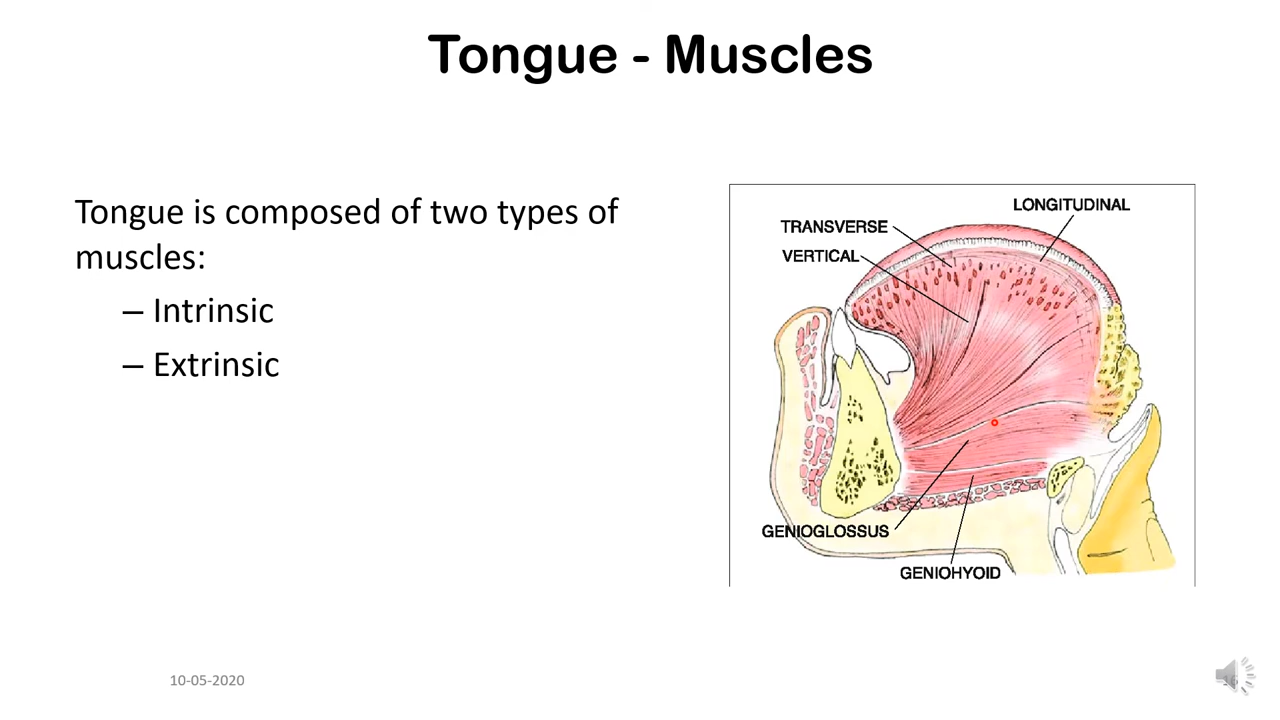 Tongue - Muscles
Tongue is composed of two types of
muscles:
– Intrinsic
– Extrinsic
LONGITUDINAL
TRANSVERSE
VERTICAL
GENIOGLOSSUS
GENIOHYOID
10-05-2020